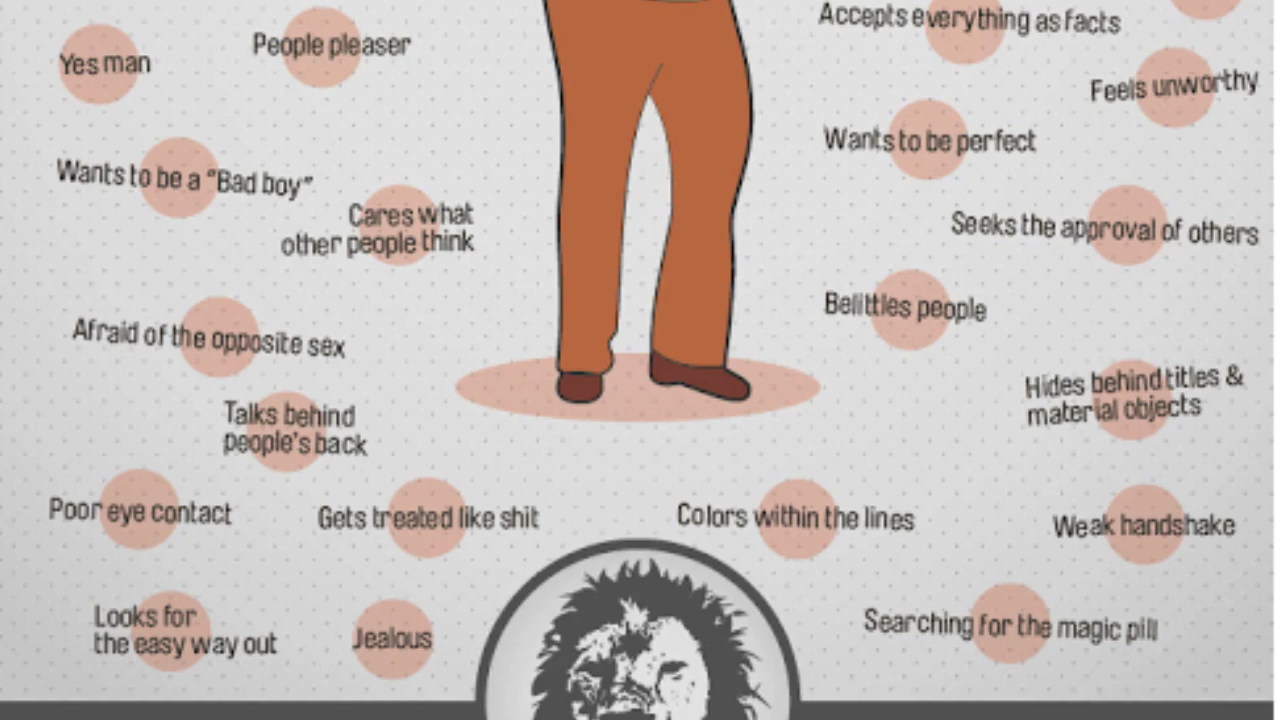 Accepts everything as facts
Yes man
People pleaser
Feels unworthy
Wants to be perfect
Wants to be a "Bad boy"
Cares what
other people think
Seeks the approval of others
Belittles people
Afraid of the opposite sex
Hides behind titles &
material objects
Talks behind
people's back
Poor eye contact
Gets treated like shit
Colors within the lines
Weak handshake
Looks for
the easy way out
Jealous
Searching for the magic pill